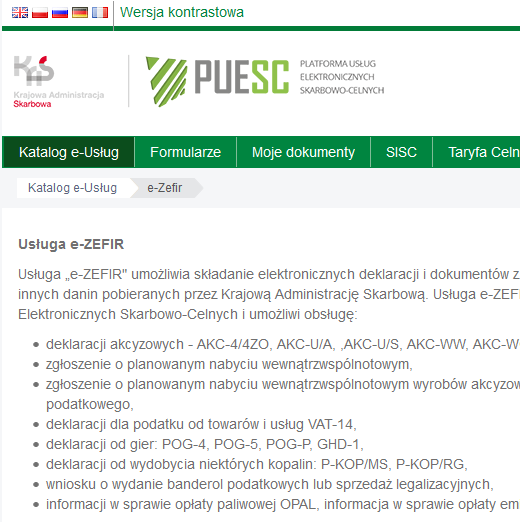 Wersja kontrastowa
KAS
Krajowa Administracja
Skarbowa
PUESC
PLATFORMA USŁUG
ELEKTRONICZNYCH
SKARBOWO-CELNYCH
Katalog e-Usług Formularze Moje dokumenty SISC Taryfa Celn
Katalog e-Usług e-Zefir
Usługa e-ZEFIR
Usługa „e-ZEFIR" umożliwia składanie elektronicznych deklaracji i dokumentów z
innych danin pobieranych przez Krajową Administrację Skarbową. Usługa e-ZEF
Elektronicznych Skarbowo-Celnych i umożliwi obsługę:
• deklaracji akcyzowych - AKC-4/4ZO, AKC-U/A, ,AKC-U/S, AKC-WW, AKC-W
• zgłoszenie o planowanym nabyciu wewnątrzwspólnotowym,
• zgłoszenie o planowanym nabyciu wewnątrzwspólnotowym wyrobów akcyzow
podatkowego,
• deklaracji dla podatku od towarów i usług VAT-14,
• deklaracji od gier: POG-4, POG-5, POG-P, GHD-1,
• deklaracji od wydobycia niektórych kopalin: P-KOP/MS, P-KOP/RG,
• wniosku o wydanie banderol podatkowych lub sprzedaż legalizacyjnych,
• informacji w sprawie opłaty paliwowej OPAL, informacja w sprawie opłaty em